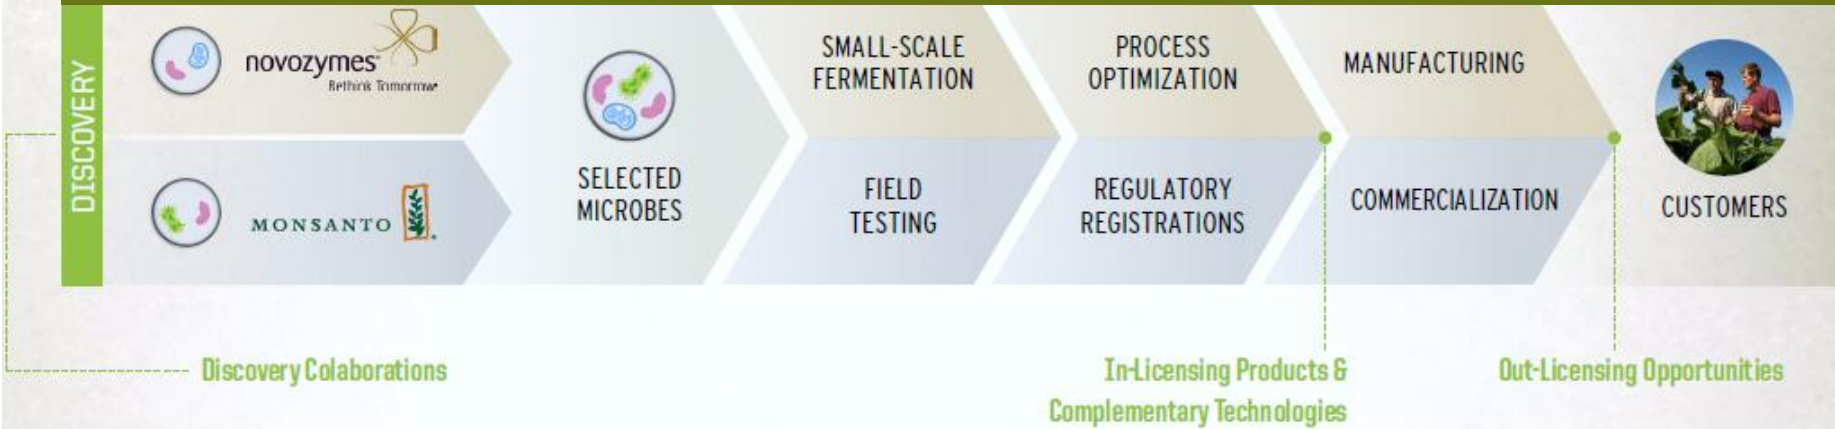 DISCOVERY
novozymes
Rethink Tomorrow
MONSANTO
SELECTED
MICROBES
SMALL-SCALE
FERMENTATION
FIELD
TESTING
PROCESS
OPTIMIZATION
REGULATORY
REGISTRATIONS
MANUFACTURING
COMMERCIALIZATION
CUSTOMERS
Discovery Colaborations
In-Licensing Products &
Complementary Technologies
Out-Licensing Opportunities